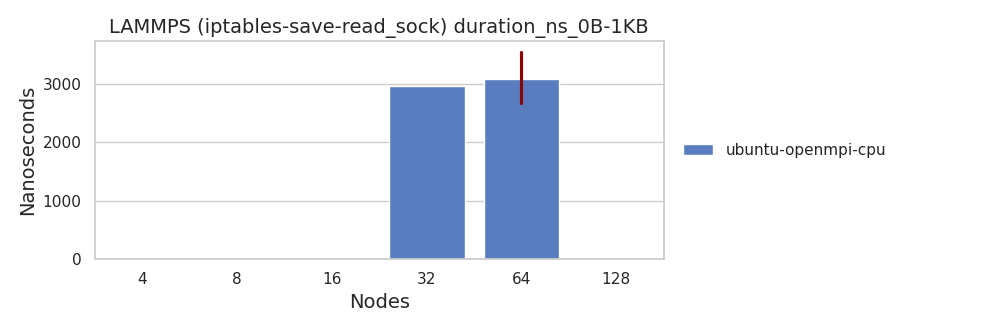 LAMMPS (iptables-save-read_sock) duration_ns_0B-1KB
Nanoseconds
3000
2000
1000
0
4 8 16 32 64 128
Nodes
ubuntu-openmpi-cpu